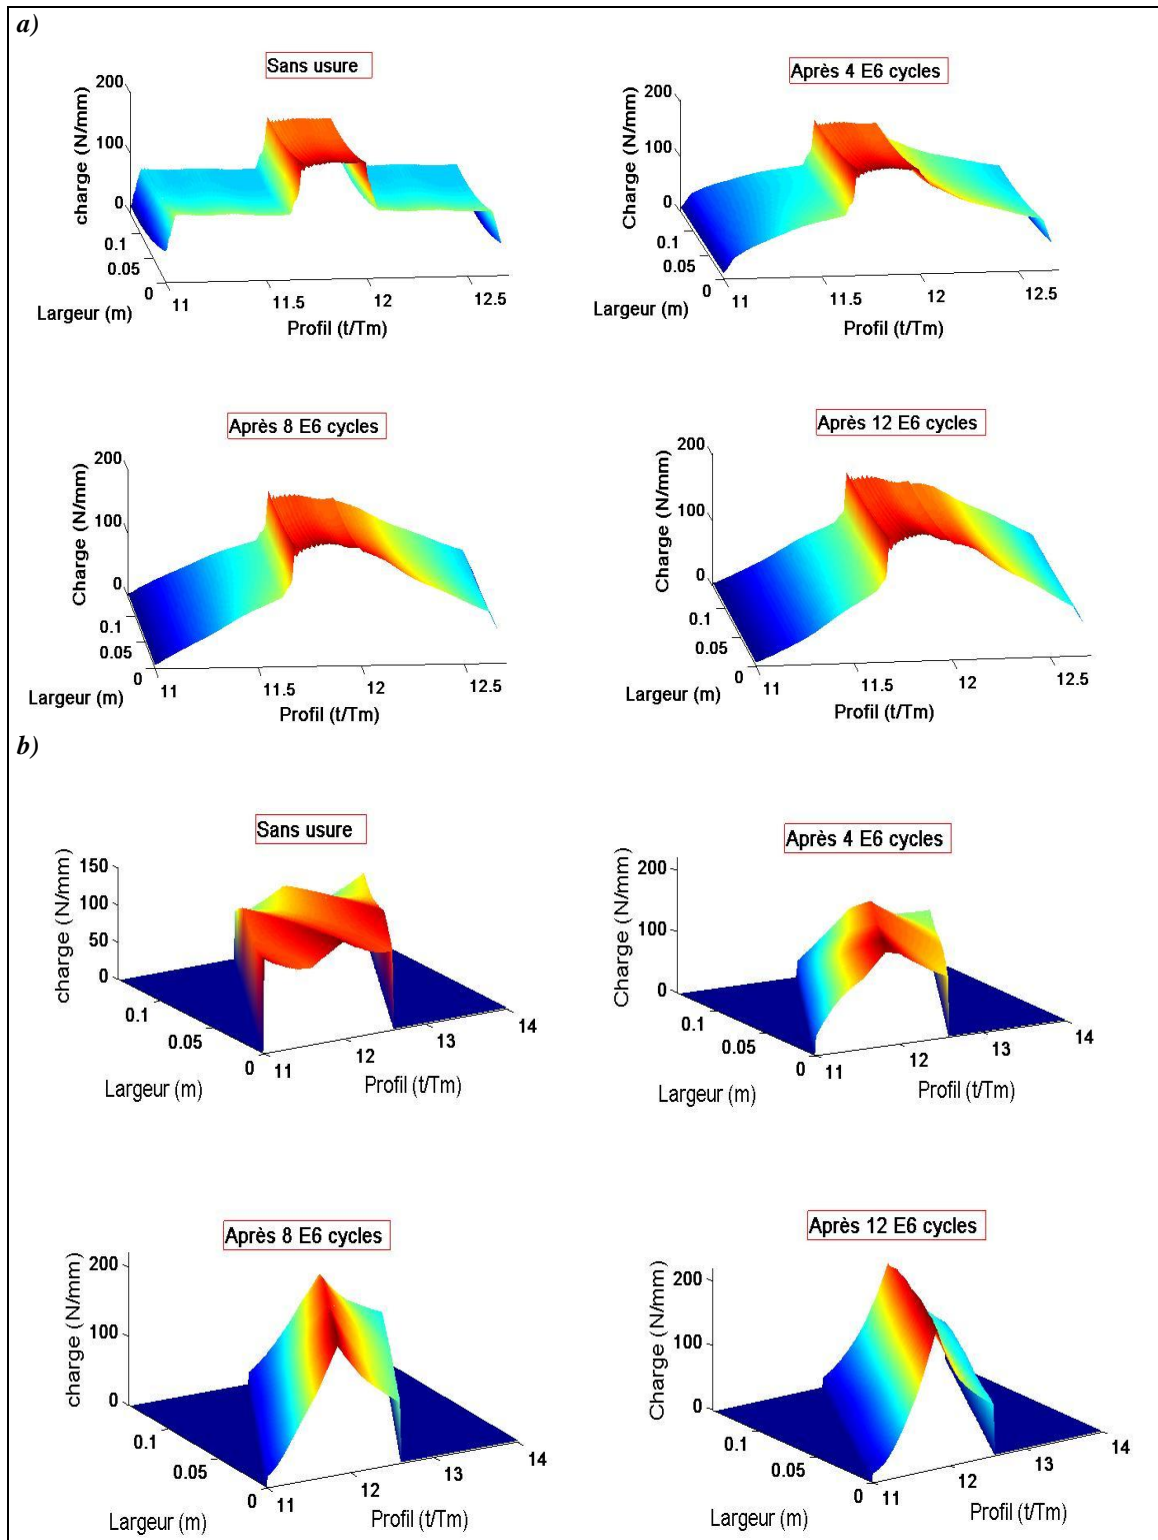 a)
Sans usure
charge (N/mm)
200
100
0
0.1
0.05
0
Largeur (m)
11
11.5
12
12.5
Profil (t/Tm)
Après 4 E6 cycles
Charge (N/mm)
200
100
0
0.1
0.05
0
Largeur (m)
11
11.5
12
12.5
Profil (t/Tm)
Après 8 E6 cycles
Charge (N/mm)
200
100
0
0.1
0.05
0
Largeur (m)
11
11.5
12
12.5
Profil (t/Tm)
Après 12 E6 cycles
Charge (N/mm)
200
100
0
0.1
0.05
0
Largeur (m)
11
11.5
12
12.5
Profil (t/Tm)
b)
Sans usure
charge (N/mm)
150
100
50
0
0.1
0.05
0
Largeur (m)
11
12
13
14
Profil (t/Tm)
Après 4 E6 cycles
Charge (N/mm)
200
100
0
0.1
0.05
0
Largeur (m)
11
12
13
14
Profil (t/Tm)
Après 8 E6 cycles
charge (N/mm)
200
100
0
0.1
0.05
0
Largeur (m)
11
12
13
14
Profil (t/Tm)
Après 12 E6 cycles
Charge (N/mm)
200
100
0
0.1
0.05
0
Largeur (m)
11
12
13
14
Profil (t/Tm)